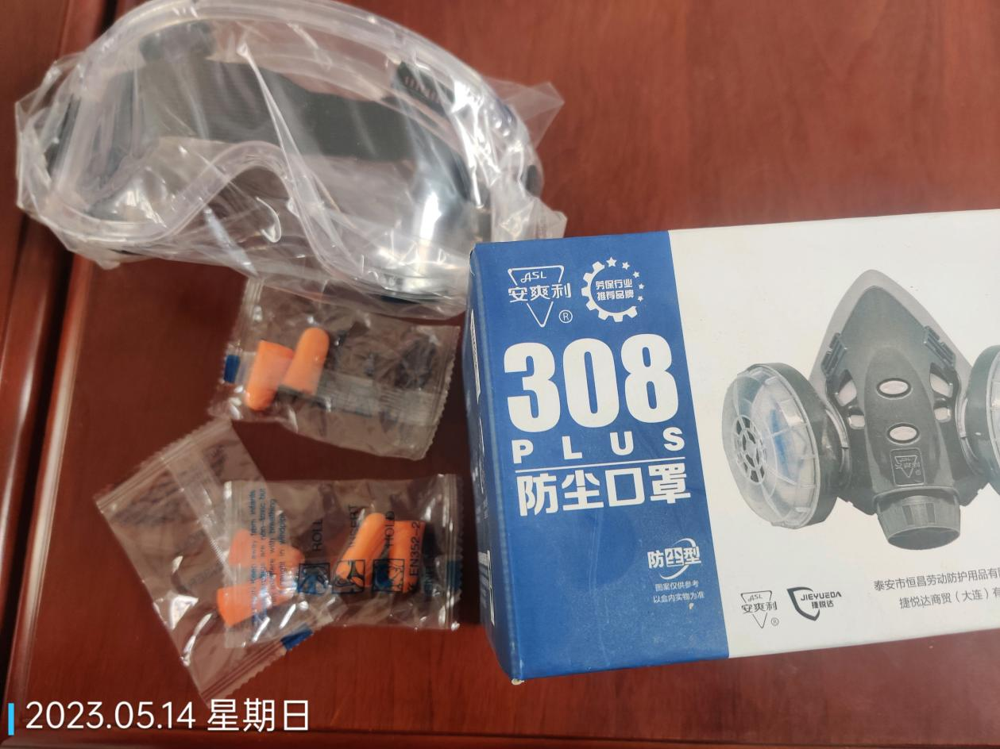 ASL
安爽利
®
劳保行业
推荐品牌
308
PLUS
防尘口罩
防四型
图案仅供参考
以盒内实物为准
ASL
安爽利
®
JIEYUEDA
捷悦达
泰安市恒昌劳动防护用品有
捷悦达商贸（大连）有
ROLL
HOLD
EN352-2
2023.05.14 星期日